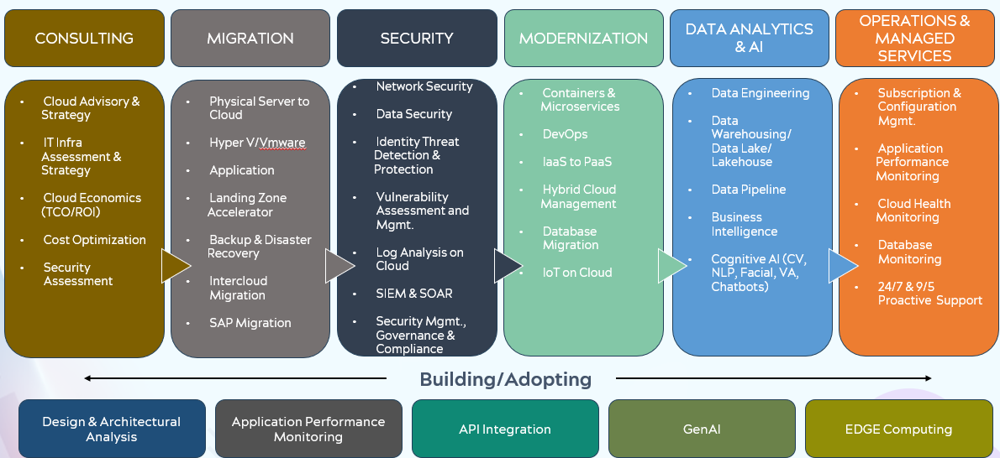 CONSULTING
• Cloud Advisory &
Strategy
• IT Infra
Assessment &
Strategy
• Cloud Economics
(TCO/ROI)
• Cost Optimization
• Security
Assessment
MIGRATION
• Physical Server to
Cloud
• Hyper V/Vmware
• Application
• Landing Zone
Accelerator
• Backup & Disaster
Recovery
• Intercloud
Migration
• SAP Migration
SECURITY
• Network Security
• Data Security
• Identity Threat
Detection &
Protection
• Vulnerability
Assessment and
Mgmt.
• Log Analysis on
Cloud
• SIEM & SOAR
• Security Mgmt.,
Governance &
Compliance
MODERNIZATION
• Containers &
Microservices
• DevOps
• IaaS to PaaS
• Hybrid Cloud
Management
• Database
Migration
• IoT on Cloud
DATA ANALYTICS
& AI
• Data Engineering
• Data
Warehousing/
Data Lake/
Lakehouse
• Data Pipeline
• Business
Intelligence
• Cognitive AI (CV,
NLP, Facial, VA,
Chatbots)
OPERATIONS &
MANAGED
SERVICES
• Subscription &
Configuration
Mgmt.
• Application
Performance
Monitoring
• Cloud Health
Monitoring
• Database
Monitoring
• 24/7 & 9/5
Proactive Support
Building/Adopting
Design & Architectural
Analysis
Application Performance
Monitoring
API Integration
GenAI
EDGE Computing